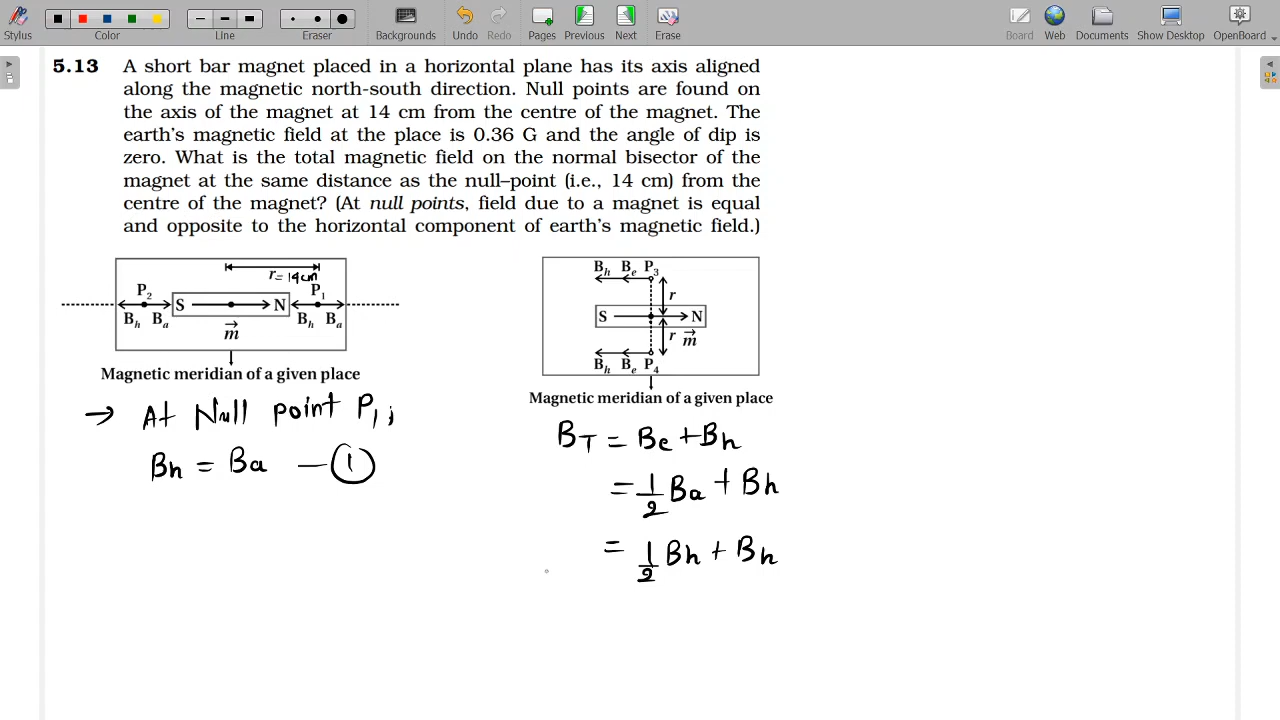 Stylus Color Line Eraser Backgrounds Undo Redo Pages Previous Next Erase Board Web Documents Show Desktop OpenBoard
5.13 A short bar magnet placed in a horizontal plane has its axis aligned
along the magnetic north-south direction. Null points are found on
the axis of the magnet at 14 cm from the centre of the magnet. The
earth's magnetic field at the place is 0.36 G and the angle of dip is
zero. What is the total magnetic field on the normal bisector of the
magnet at the same distance as the null–point (i.e., 14 cm) from the
centre of the magnet? (At null points, field due to a magnet is equal
and opposite to the horizontal component of earth's magnetic field.)
r = 14cm
P2 S N P1
Bh Ba m⃗ Bh Ba
Magnetic meridian of a given place
→ At Null point P1,
Bh = Ba — ①
Bh Be P3
r
S N
r m⃗
Bh Be P4
Magnetic meridian of a given place
BT = Be + Bh
= 1/2 Ba + Bh
= 1/2 Bh + Bh